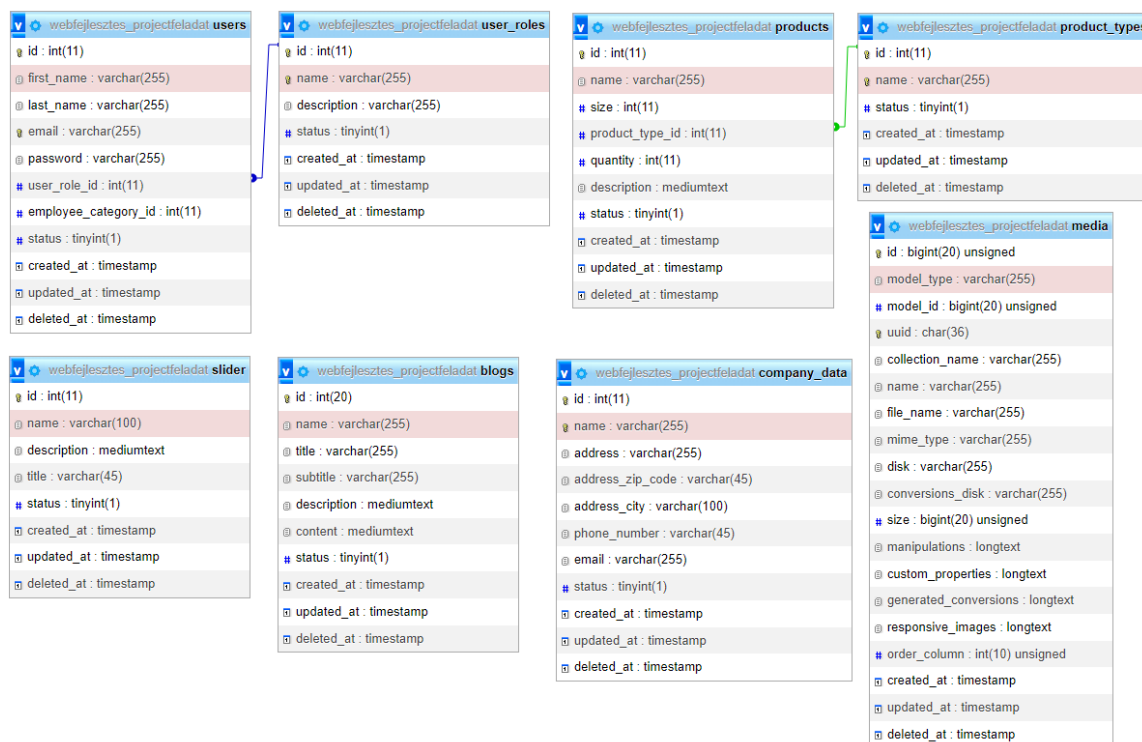 webfejlesztes_projectfeladat users
id : int(11)
first_name : varchar(255)
last_name : varchar(255)
email : varchar(255)
password : varchar(255)
user_role_id : int(11)
employee_category_id : int(11)
status : tinyint(1)
created_at : timestamp
updated_at : timestamp
deleted_at : timestamp
webfejlesztes_projectfeladat user_roles
id : int(11)
name : varchar(255)
description : varchar(255)
status : tinyint(1)
created_at : timestamp
updated_at : timestamp
deleted_at : timestamp
webfejlesztes_projectfeladat products
id : int(11)
name : varchar(255)
size : int(11)
product_type_id : int(11)
quantity : int(11)
description : mediumtext
status : tinyint(1)
created_at : timestamp
updated_at : timestamp
deleted_at : timestamp
webfejlesztes_projectfeladat product_types
id : int(11)
name : varchar(255)
status : tinyint(1)
created_at : timestamp
updated_at : timestamp
deleted_at : timestamp
webfejlesztes_projectfeladat slider
id : int(11)
name : varchar(100)
description : mediumtext
title : varchar(45)
status : tinyint(1)
created_at : timestamp
updated_at : timestamp
deleted_at : timestamp
webfejlesztes_projectfeladat blogs
id : int(20)
name : varchar(255)
title : varchar(255)
subtitle : varchar(255)
description : mediumtext
content : mediumtext
status : tinyint(1)
created_at : timestamp
updated_at : timestamp
deleted_at : timestamp
webfejlesztes_projectfeladat company_data
id : int(11)
name : varchar(255)
address : varchar(255)
address_zip_code : varchar(45)
address_city : varchar(100)
phone_number : varchar(45)
email : varchar(255)
status : tinyint(1)
created_at : timestamp
updated_at : timestamp
deleted_at : timestamp
webfejlesztes_projectfeladat media
id : bigint(20) unsigned
model_type : varchar(255)
model_id : bigint(20) unsigned
uuid : char(36)
collection_name : varchar(255)
name : varchar(255)
file_name : varchar(255)
mime_type : varchar(255)
disk : varchar(255)
conversions_disk : varchar(255)
size : bigint(20) unsigned
manipulations : longtext
custom_properties : longtext
generated_conversions : longtext
responsive_images : longtext
order_column : int(10) unsigned
created_at : timestamp
updated_at : timestamp
deleted_at : timestamp